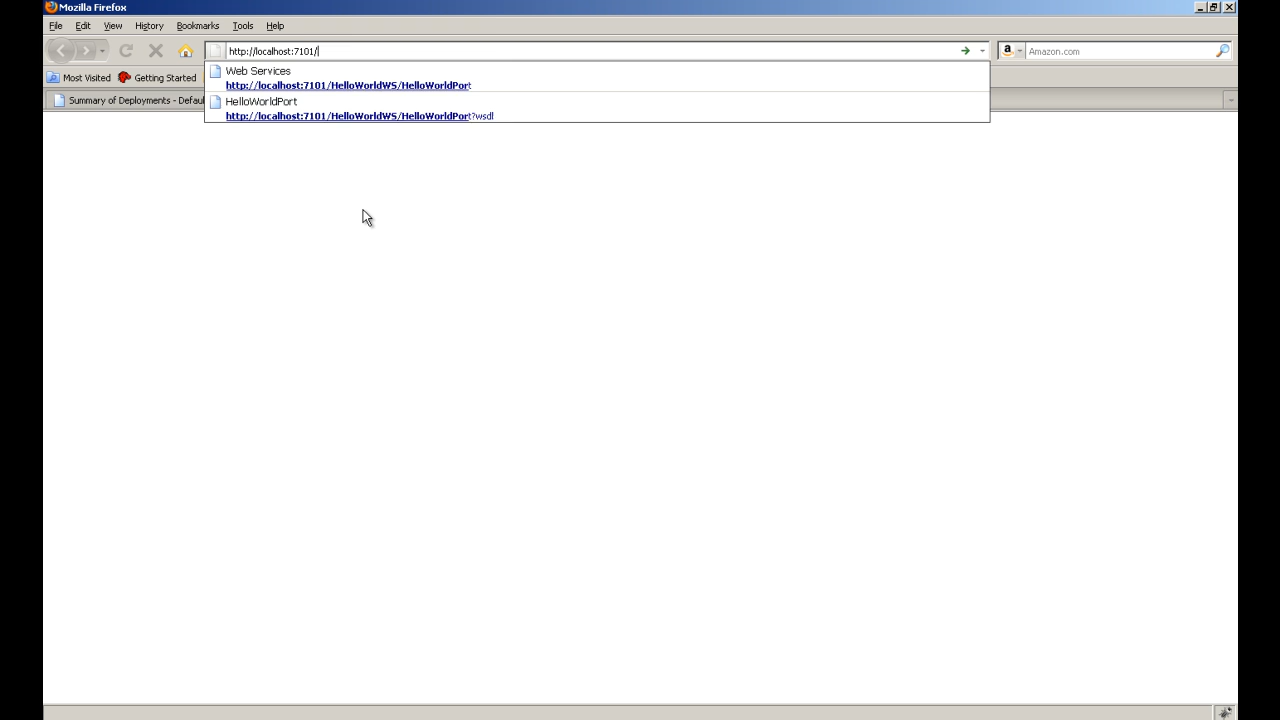 Mozilla Firefox
File Edit View History Bookmarks Tools Help
http://localhost:7101/ Amazon.com
Most Visited Getting Started
Web Services
http://localhost:7101/HelloWorldWS/HelloWorldPort
HelloWorldPort
http://localhost:7101/HelloWorldWS/HelloWorldPort?wsdl
Summary of Deployments - Defaul